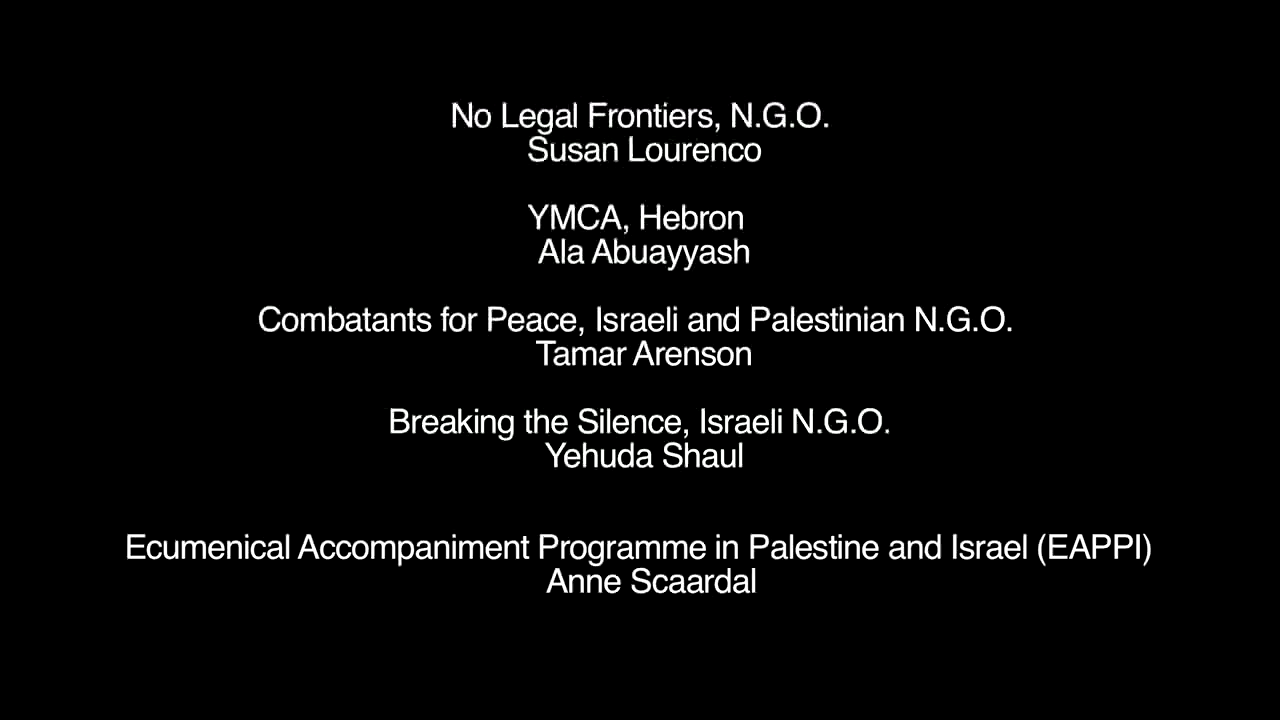 No Legal Frontiers, N.G.O.
Susan Lourenco
YMCA, Hebron
Ala Abuayyash
Combatants for Peace, Israeli and Palestinian N.G.O.
Tamar Arenson
Breaking the Silence, Israeli N.G.O.
Yehuda Shaul
Ecumenical Accompaniment Programme in Palestine and Israel (EAPPI)
Anne Scaardal